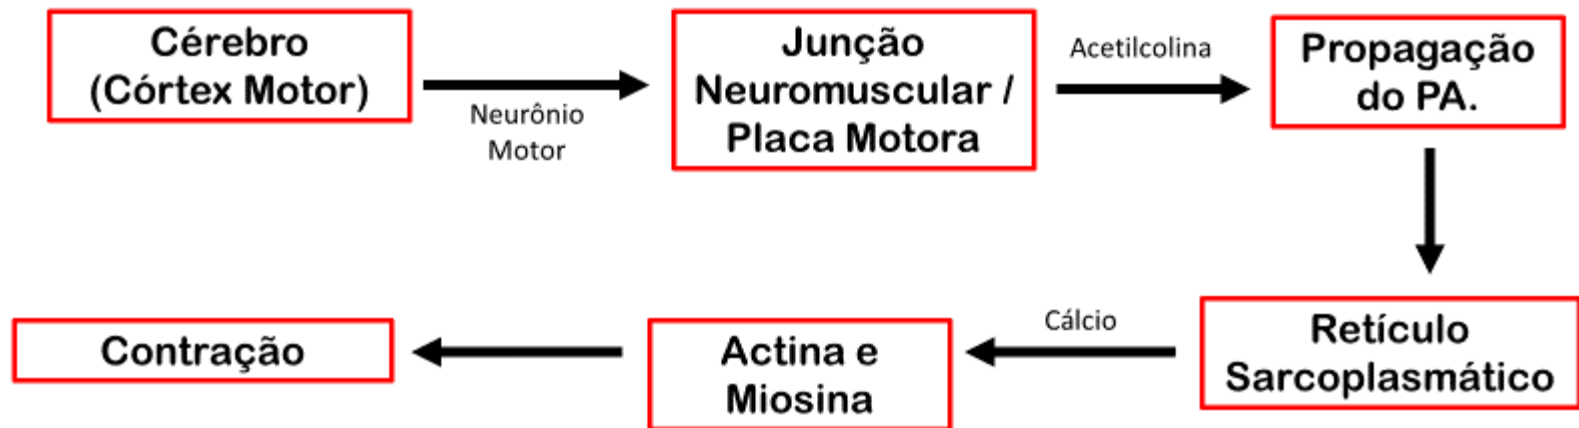 Cérebro
(Córtex Motor)
Neurônio
Motor
Junção
Neuromuscular /
Placa Motora
Acetilcolina
Propagação
do PA.
Retículo
Sarcoplasmático
Cálcio
Actina e
Miosina
Contração